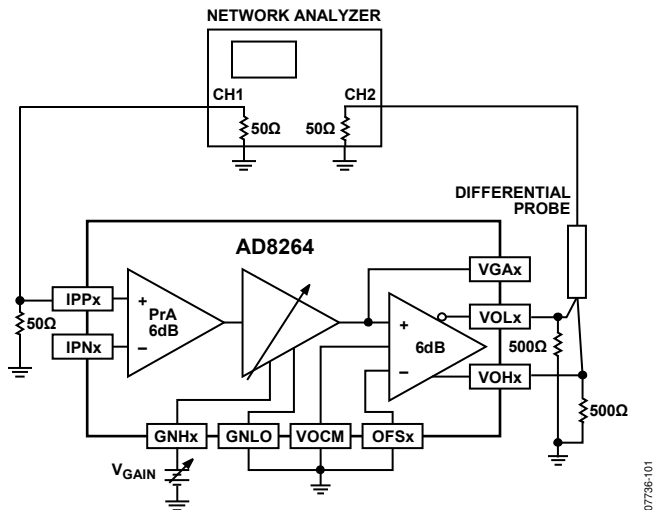 NETWORK ANALYZER
CH1
CH2
50Ω
50Ω
DIFFERENTIAL
PROBE
AD8264
VGAx
IPPx
+
PrA
6dB
–
+
6dB
–
VOLx
50Ω
IPNx
500Ω
VOHx
500Ω
GNHx
GNLO
VOCM
OFSx
VGAIN
07736-101